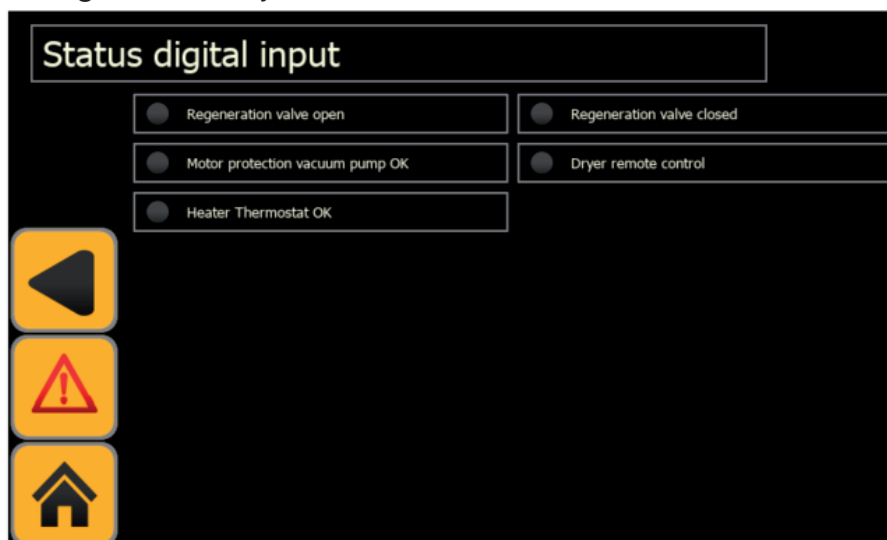 Status digital input
Regeneration valve open
Regeneration valve closed
Motor protection vacuum pump OK
Dryer remote control
Heater Thermostat OK